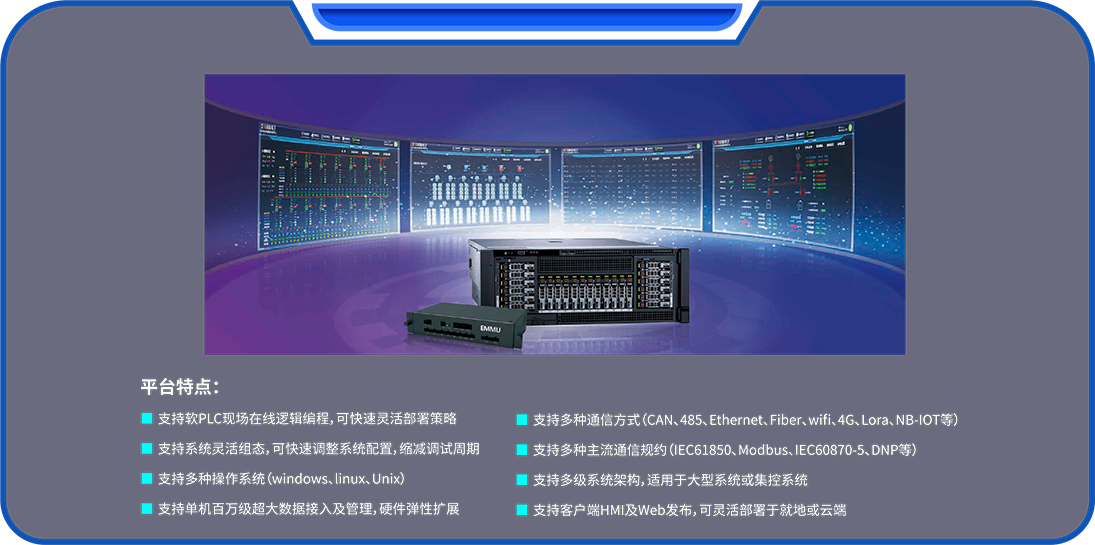 EMMU
平台特点：
支持软PLC现场在线逻辑编程，可快速灵活部署策略
支持系统灵活组态，可快速调整系统配置，缩减调试周期
支持多种操作系统（windows、linux、Unix）
支持单机百万级超大数据接入及管理，硬件弹性扩展
支持多种通信方式（CAN、485、Ethernet、Fiber、wifi、4G、Lora、NB-IOT等）
支持多种主流通信规约（IEC61850、Modbus、IEC60870-5、DNP等）
支持多级系统架构，适用于大型系统或集控系统
支持客户端HMI及Web发布，可灵活部署于就地或云端